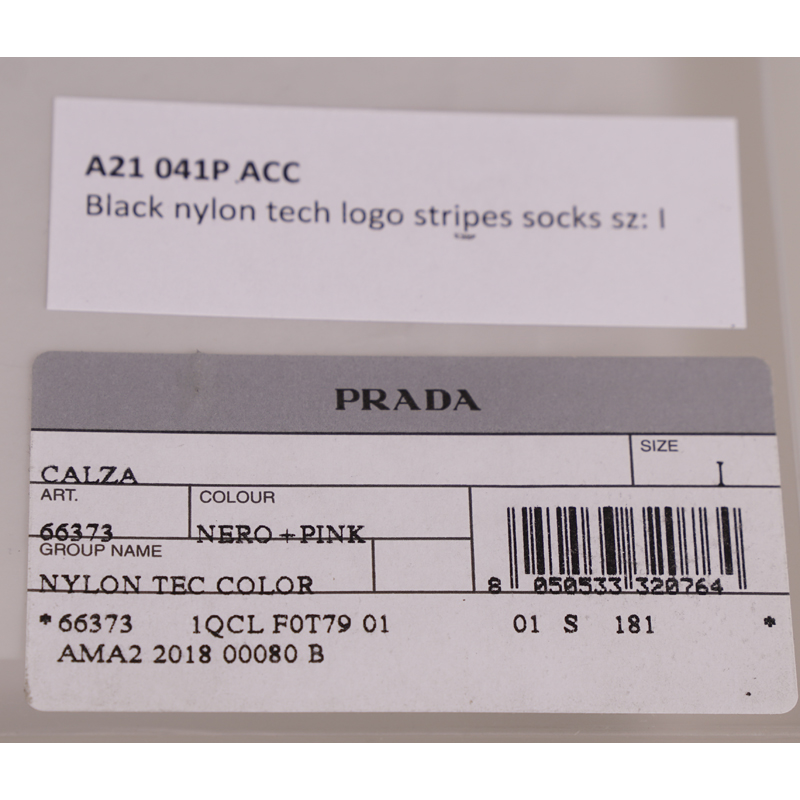 A21 041P ACC
Black nylon tech logo stripes socks sz: I
PRADA
CALZA
SIZE
I
ART.
66373
COLOUR
NERO+PINK
GROUP NAME
NYLON TEC COLOR
8 050533 320764
*66373 1QCL F0T79 01 01 S 181 *
AMA2 2018 00080 B